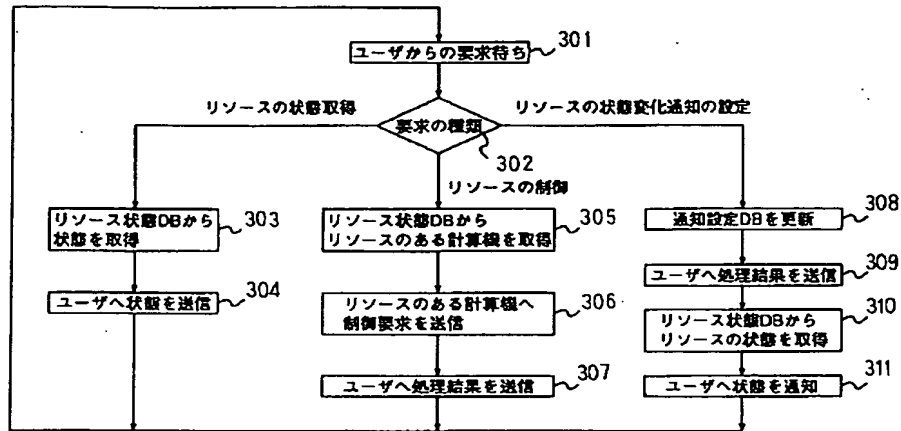 ユーザからの要求待ち
301
リソースの状態取得
リソースの状態変化通知の設定
要求の種類
302
リソースの制御
リソース状態DBから
状態を取得
303
リソース状態DBから
リソースのある計算機を取得
305
通知設定DBを更新
308
ユーザへ処理結果を送信
309
ユーザへ状態を送信
304
リソースのある計算機へ
制御要求を送信
306
リソース状態DBから
リソースの状態を取得
310
ユーザへ処理結果を送信
307
ユーザへ状態を通知
311